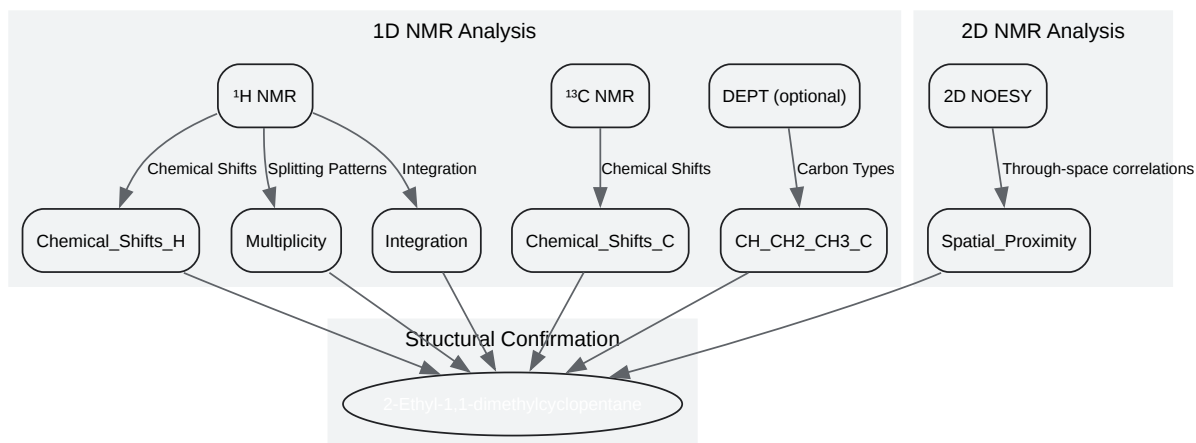 1D NMR Analysis
2D NMR Analysis
¹H NMR
¹³C NMR
DEPT (optional)
2D NOESY
Chemical Shifts
Splitting Patterns
Integration
Chemical Shifts
Carbon Types
Through-space correlations
Chemical_Shifts_H
Multiplicity
Integration
Chemical_Shifts_C
CH_CH2_CH3_C
Spatial_Proximity
Structural Confirmation
2-Ethyl-1,1-dimethylcyclopentane